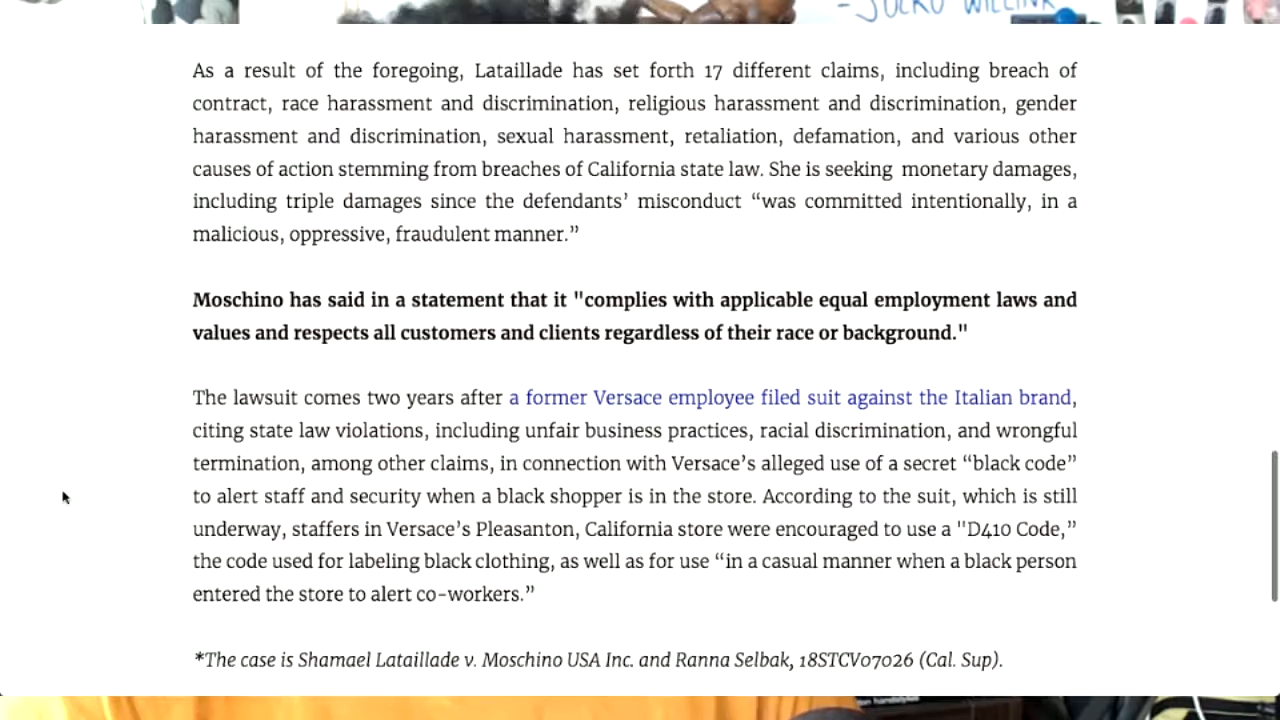 -JOCKO WILLINK
As a result of the foregoing, Lataillade has set forth 17 different claims, including breach of
contract, race harassment and discrimination, religious harassment and discrimination, gender
harassment and discrimination, sexual harassment, retaliation, defamation, and various other
causes of action stemming from breaches of California state law. She is seeking monetary damages,
including triple damages since the defendants’ misconduct “was committed intentionally, in a
malicious, oppressive, fraudulent manner.”
Moschino has said in a statement that it "complies with applicable equal employment laws and
values and respects all customers and clients regardless of their race or background."
The lawsuit comes two years after a former Versace employee filed suit against the Italian brand,
citing state law violations, including unfair business practices, racial discrimination, and wrongful
termination, among other claims, in connection with Versace’s alleged use of a secret “black code”
to alert staff and security when a black shopper is in the store. According to the suit, which is still
underway, staffers in Versace’s Pleasanton, California store were encouraged to use a "D410 Code,”
the code used for labeling black clothing, as well as for use “in a casual manner when a black person
entered the store to alert co-workers.”
*The case is Shamael Lataillade v. Moschino USA Inc. and Ranna Selbak, 18STCV07026 (Cal. Sup).